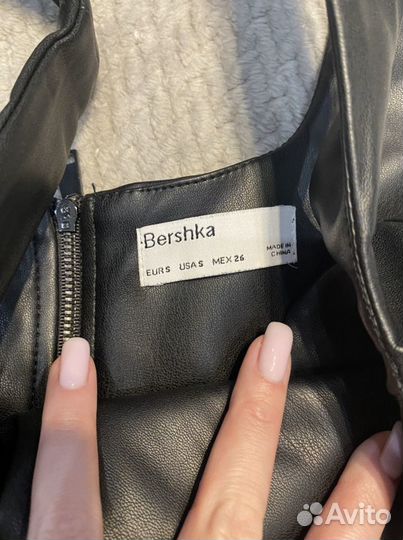 Bershka
EUR S USA S MEX 26
MADE IN
CHINA
Avito